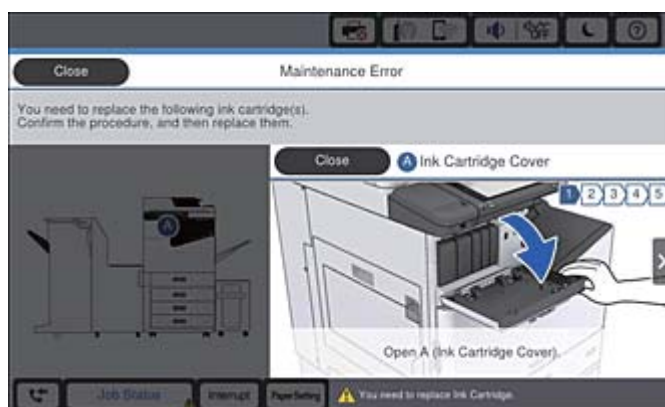 OFF
Close
Maintenance Error
You need to replace the following ink cartridge(s).
Confirm the procedure, and then replace them.
Close
A Ink Cartridge Cover
1 2 3 4 5
A
Open A (Ink Cartridge Cover).
Job Status
Interrupt
Paper Setting
You need to replace Ink Cartridge.